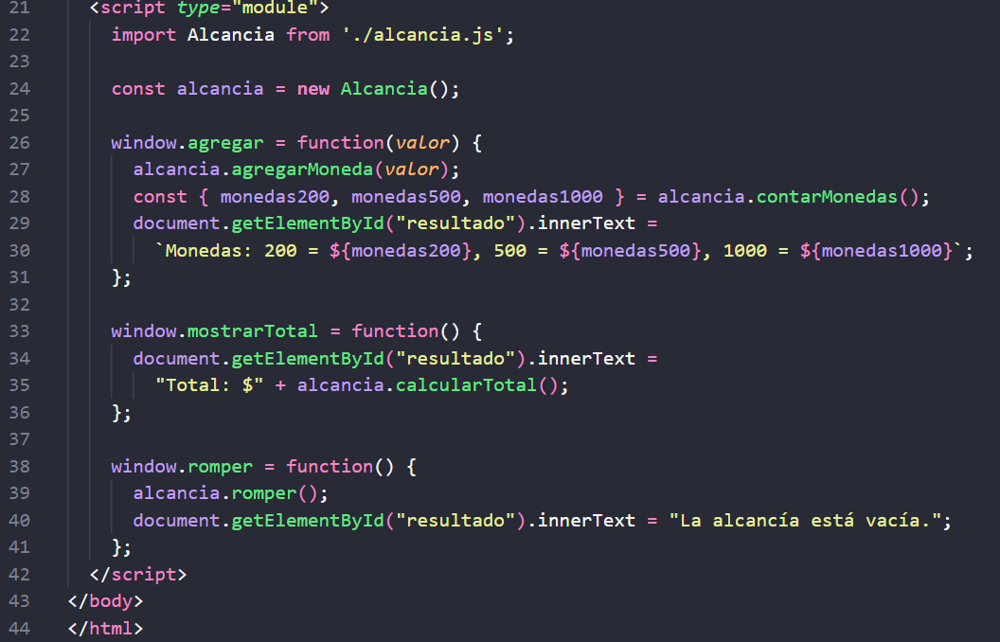 21 <script type="module">
22 import Alcancia from './alcancia.js';
23
24 const alcancia = new Alcancia();
25
26 window.agregar = function(valor) {
27 alcancia.agregarMoneda(valor);
28 const { monedas200, monedas500, monedas1000 } = alcancia.contarMonedas();
29 document.getElementById("resultado").innerText =
30 `Monedas: 200 = ${monedas200}, 500 = ${monedas500}, 1000 = ${monedas1000}`;
31 };
32
33 window.mostrarTotal = function() {
34 document.getElementById("resultado").innerText =
35 "Total: $" + alcancia.calcularTotal();
36 };
37
38 window.romper = function() {
39 alcancia.romper();
40 document.getElementById("resultado").innerText = "La alcancía está vacía.";
41 };
42 </script>
43 </body>
44 </html>